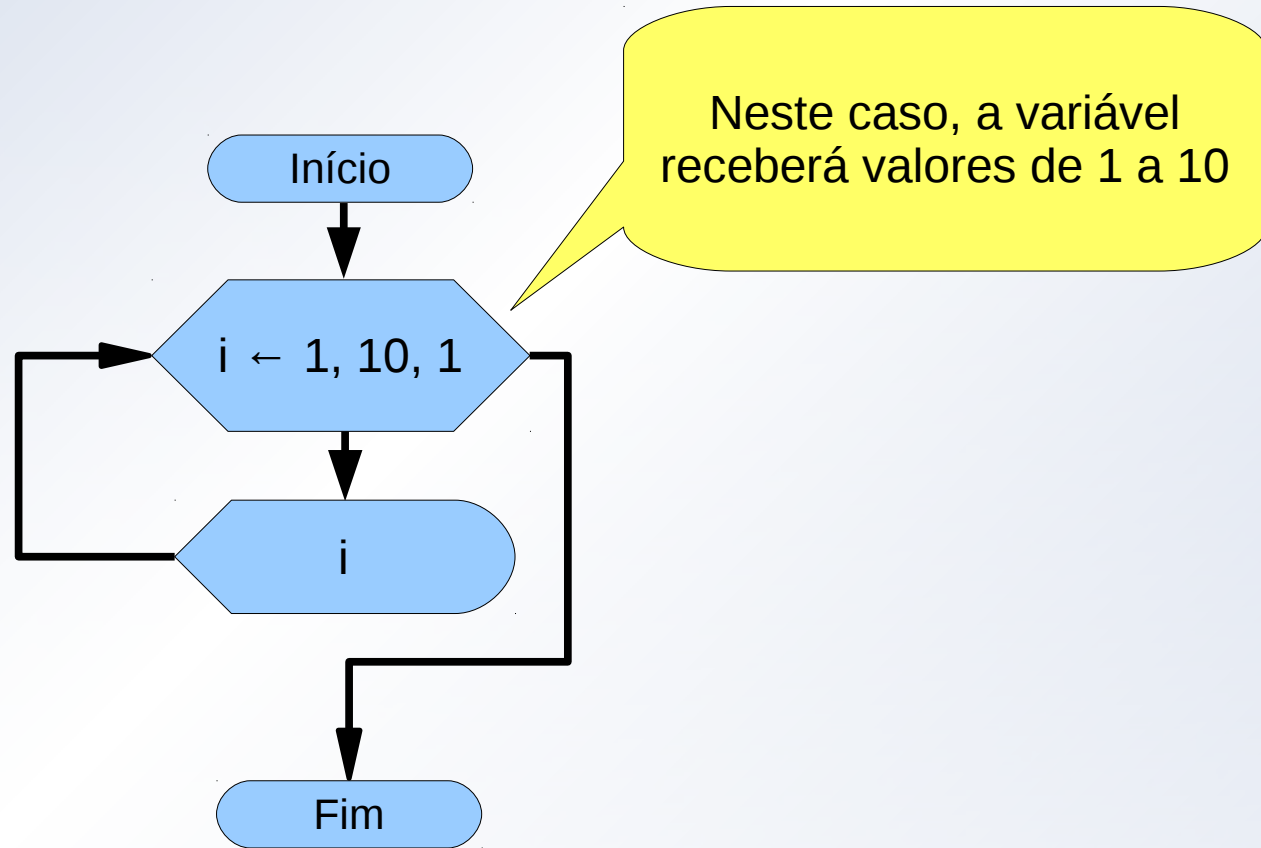 Neste caso, a variável
receberá valores de 1 a 10
Início
i ← 1, 10, 1
i
Fim